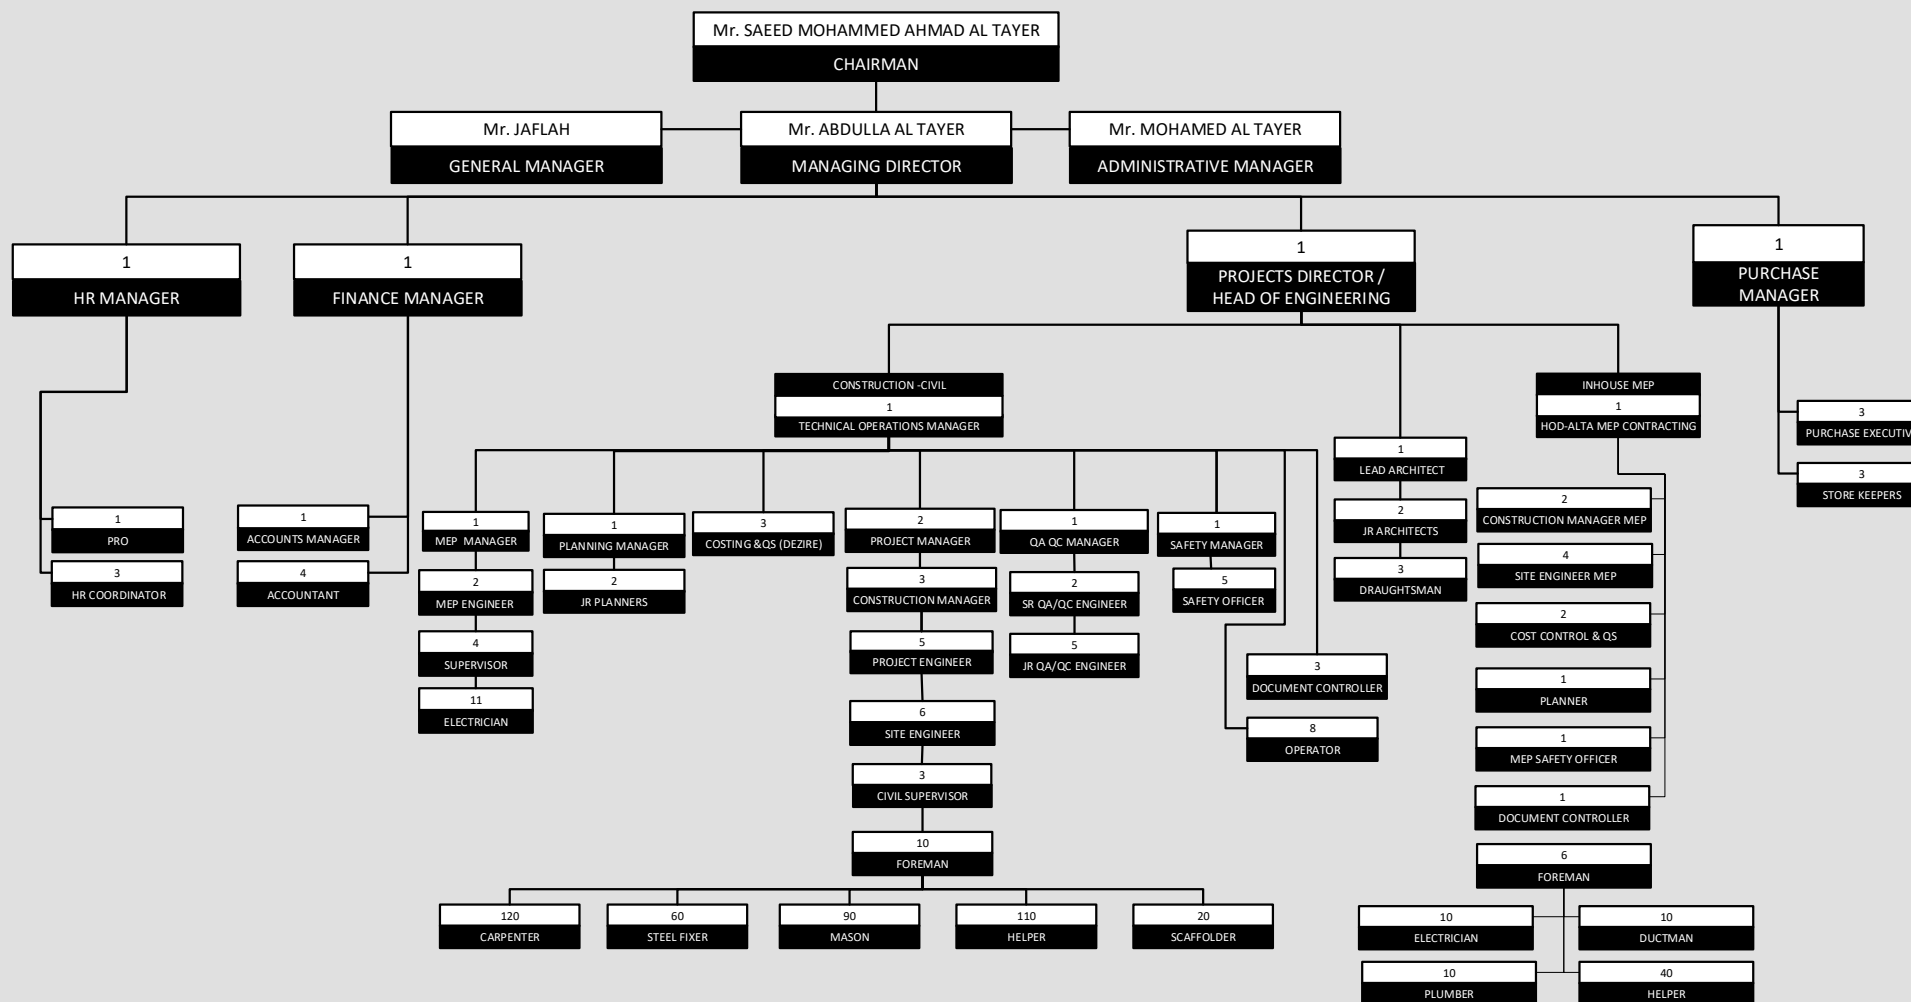 Mr. SAEED MOHAMMED AHMAD AL TAYER
CHAIRMAN
Mr. JAFLAH
GENERAL MANAGER
Mr. ABDULLA AL TAYER
MANAGING DIRECTOR
Mr. MOHAMED AL TAYER
ADMINISTRATIVE MANAGER
1
HR MANAGER
1
FINANCE MANAGER
1
PROJECTS DIRECTOR /
HEAD OF ENGINEERING
1
PURCHASE
MANAGER
1
PRO
3
HR COORDINATOR
1
ACCOUNTS MANAGER
4
ACCOUNTANT
CONSTRUCTION -CIVIL
1
TECHNICAL OPERATIONS MANAGER
1
MEP MANAGER
2
MEP ENGINEER
4
SUPERVISOR
11
ELECTRICIAN
1
PLANNING MANAGER
2
JR PLANNERS
3
COSTING &QS (DEZIRE)
2
PROJECT MANAGER
3
CONSTRUCTION MANAGER
5
PROJECT ENGINEER
6
SITE ENGINEER
3
CIVIL SUPERVISOR
10
FOREMAN
120
CARPENTER
60
STEEL FIXER
90
MASON
110
HELPER
20
SCAFFOLDER
1
QA QC MANAGER
2
SR QA/QC ENGINEER
5
JR QA/QC ENGINEER
1
SAFETY MANAGER
5
SAFETY OFFICER
3
DOCUMENT CONTROLLER
8
OPERATOR
1
LEAD ARCHITECT
2
JR ARCHITECTS
3
DRAUGHTSMAN
INHOUSE MEP
1
HOD-ALTA MEP CONTRACTING
2
CONSTRUCTION MANAGER MEP
4
SITE ENGINEER MEP
2
COST CONTROL & QS
1
PLANNER
1
MEP SAFETY OFFICER
1
DOCUMENT CONTROLLER
6
FOREMAN
10
ELECTRICIAN
10
DUCTMAN
10
PLUMBER
40
HELPER
3
PURCHASE EXECUTIV
3
STORE KEEPERS